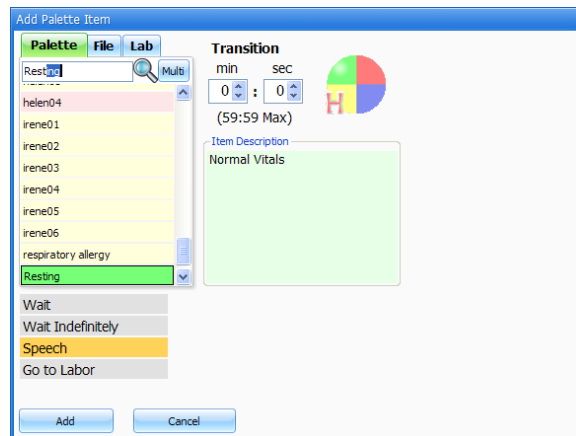 Add Palette Item
Palette File Lab
Resting Multi
helen04
irene01
irene02
irene03
irene04
irene05
irene06
respiratory allergy
Resting
Wait
Wait Indefinitely
Speech
Go to Labor
Add Cancel
Transition
min sec
0 : 0
(59:59 Max)
H
Item Description
Normal Vitals